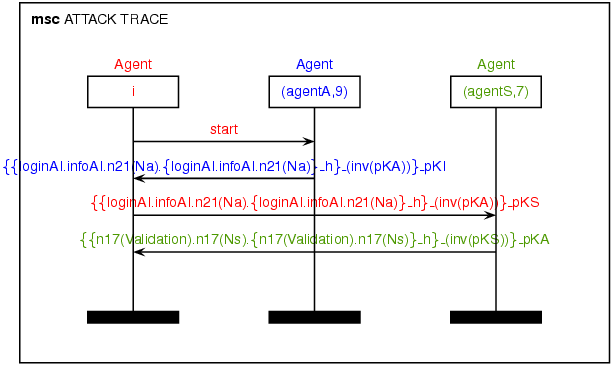 msc ATTACK TRACE
Agent Agent Agent
i (agentA,9) (agentS,7)
start
{{loginAI.infoAI.n21(Na).{loginAI.infoAI.n21(Na)}_h}_(inv(pKA))}_pKI
{{loginAI.infoAI.n21(Na).{loginAI.infoAI.n21(Na)}_h}_(inv(pKA))}_pKS
{{n17(Validation).n17(Ns).{n17(Validation).n17(Ns)}_h}_(inv(pKS))}_pKA